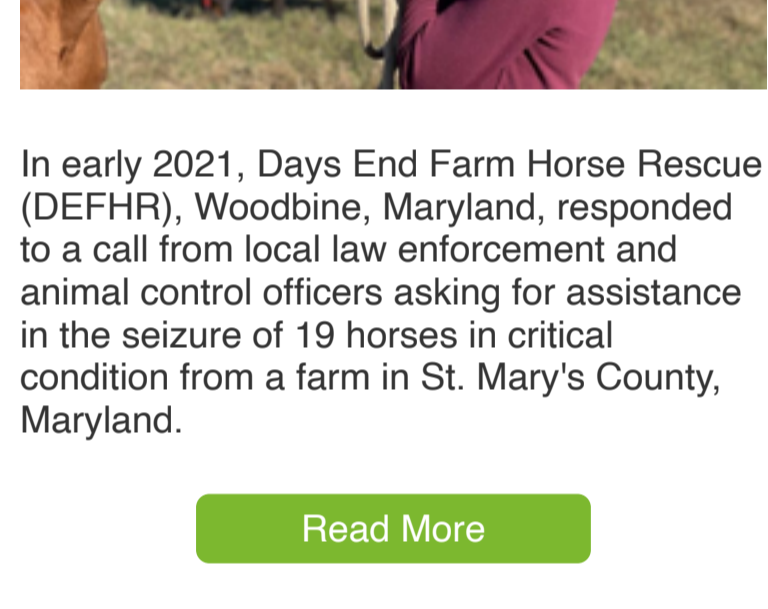 In early 2021, Days End Farm Horse Rescue
(DEFHR), Woodbine, Maryland, responded
to a call from local law enforcement and
animal control officers asking for assistance
in the seizure of 19 horses in critical
condition from a farm in St. Mary's County,
Maryland.
Read More